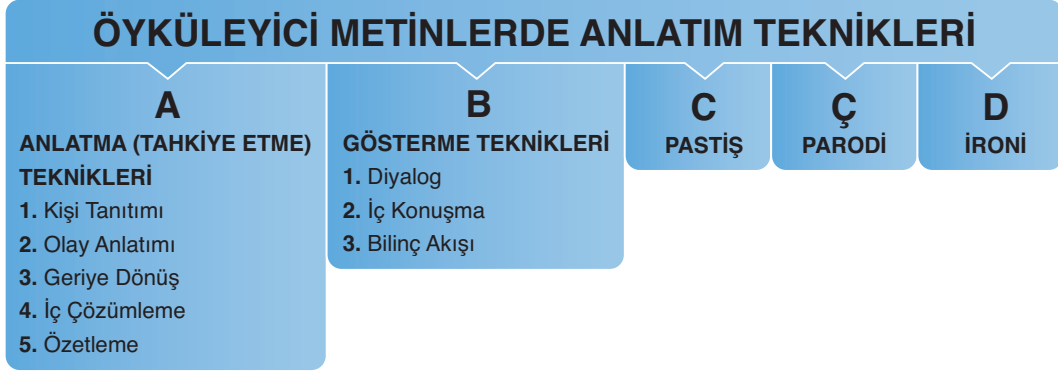 ÖYKÜLEYİCİ METİNLERDE ANLATIM TEKNİKLERİ
A
ANLATMA (TAHKİYE ETME)
TEKNİKLERİ
1. Kişi Tanıtımı
2. Olay Anlatımı
3. Geriye Dönüş
4. İç Çözümleme
5. Özetleme
B
GÖSTERME TEKNİKLERİ
1. Diyalog
2. İç Konuşma
3. Bilinç Akışı
C
PASTİŞ
Ç
PARODİ
D
İRONİ